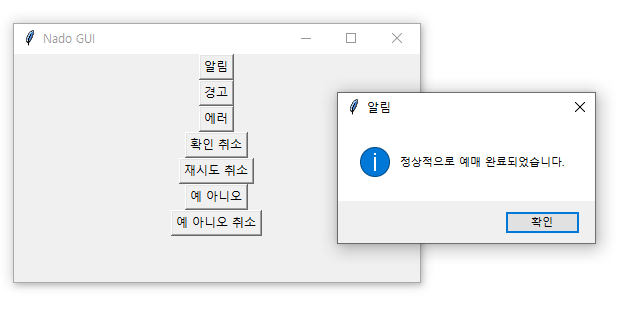 Nado GUI
알림
경고
에러
확인 취소
재시도 취소
예 아니오
예 아니오 취소
알림
정상적으로 예매 완료되었습니다.
확인